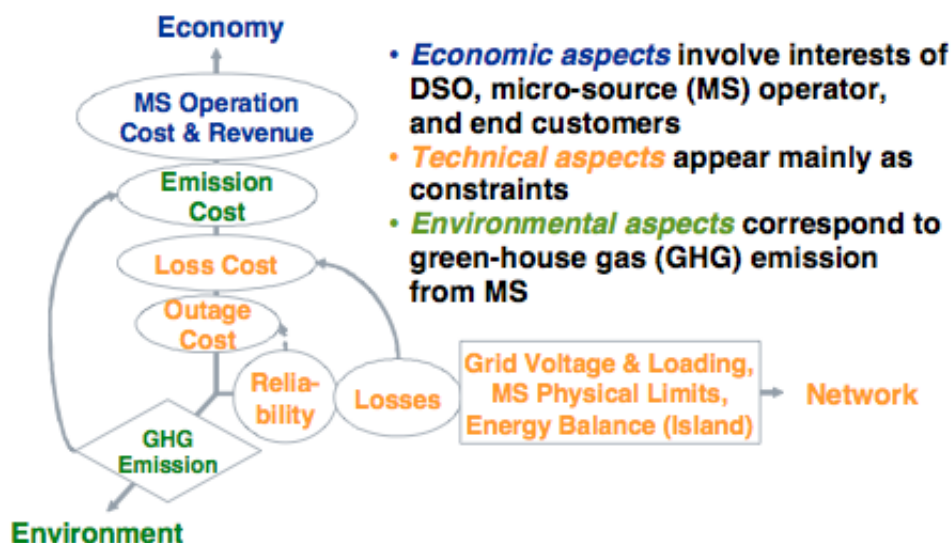 Economy
MS Operation
Cost & Revenue
Emission
Cost
Loss Cost
Outage
Cost
Relia-
bility
Losses
Grid Voltage & Loading,
MS Physical Limits,
Energy Balance (Island)
Network
GHG
Emission
Environment
• Economic aspects involve interests of
DSO, micro-source (MS) operator,
and end customers
• Technical aspects appear mainly as
constraints
• Environmental aspects correspond to
green-house gas (GHG) emission
from MS